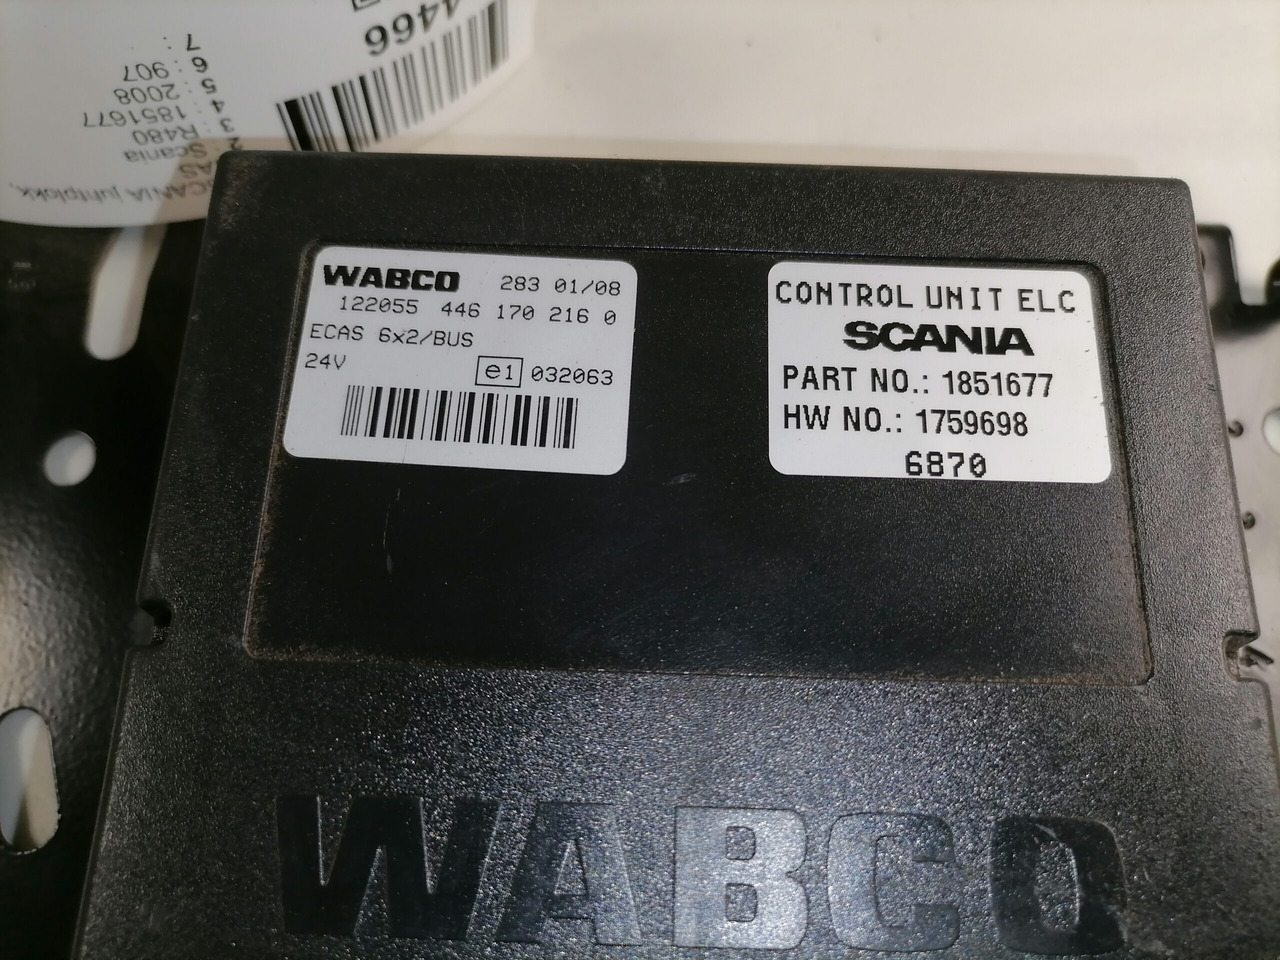 4466
SCANIA juhtplokk,
Scania
3 : R480
4 : 1851677
5 : 2008
6 : 907
7 :
WABCO 283 01/08
122055 446 170 216 0
ECAS 6x2/BUS
24V e1 032063
CONTROL UNIT ELC
SCANIA
PART NO.: 1851677
HW NO.: 1759698
6870
WABCO